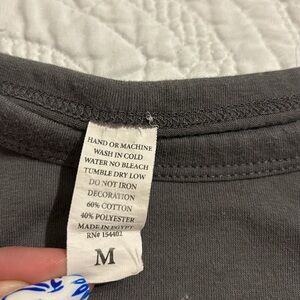 HAND OR MACHINE
WASH IN COLD
WATER NO BLEACH
TUMBLE DRY LOW
DO NOT IRON
DECORATION
60% COTTON
40% POLYESTER
MADE IN EGYPT
RN# 154402
M